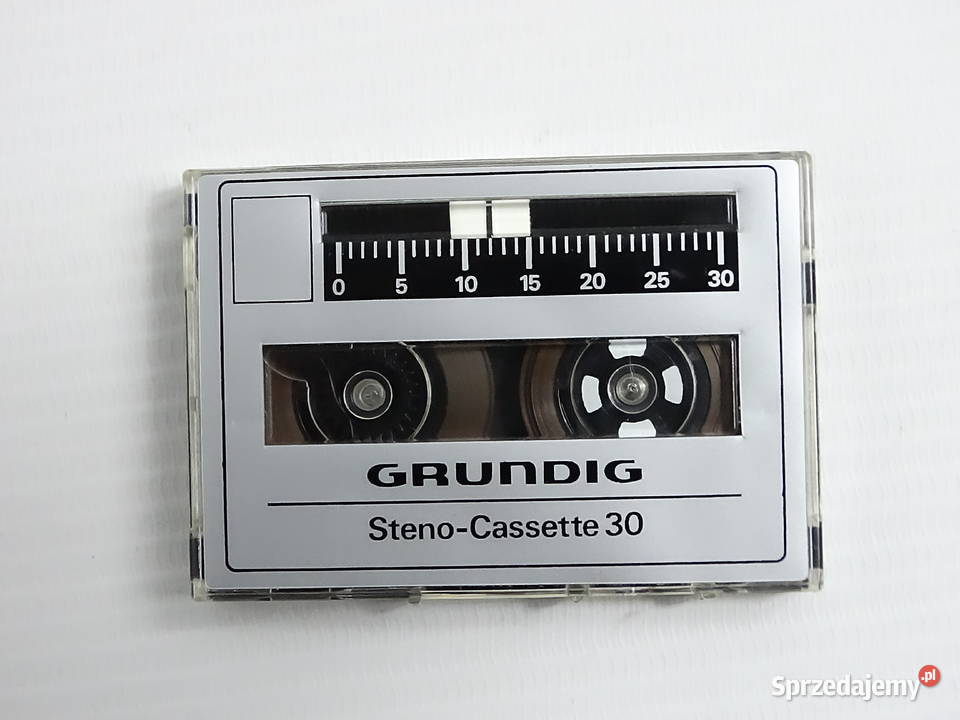 0 5 10 15 20 25 30
GRUNDIG
Steno-Cassette 30
Sprzedajemy.pl